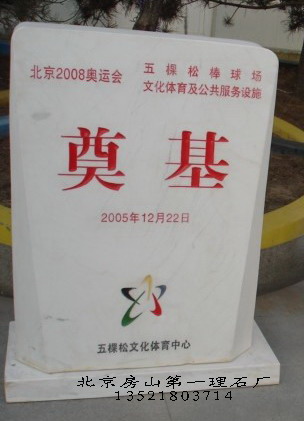 北京2008奥运会
五棵松棒球场
文化体育及公共服务设施
奠基
2005年12月22日
五棵松文化体育中心
北京房山第一理石厂
13521803714